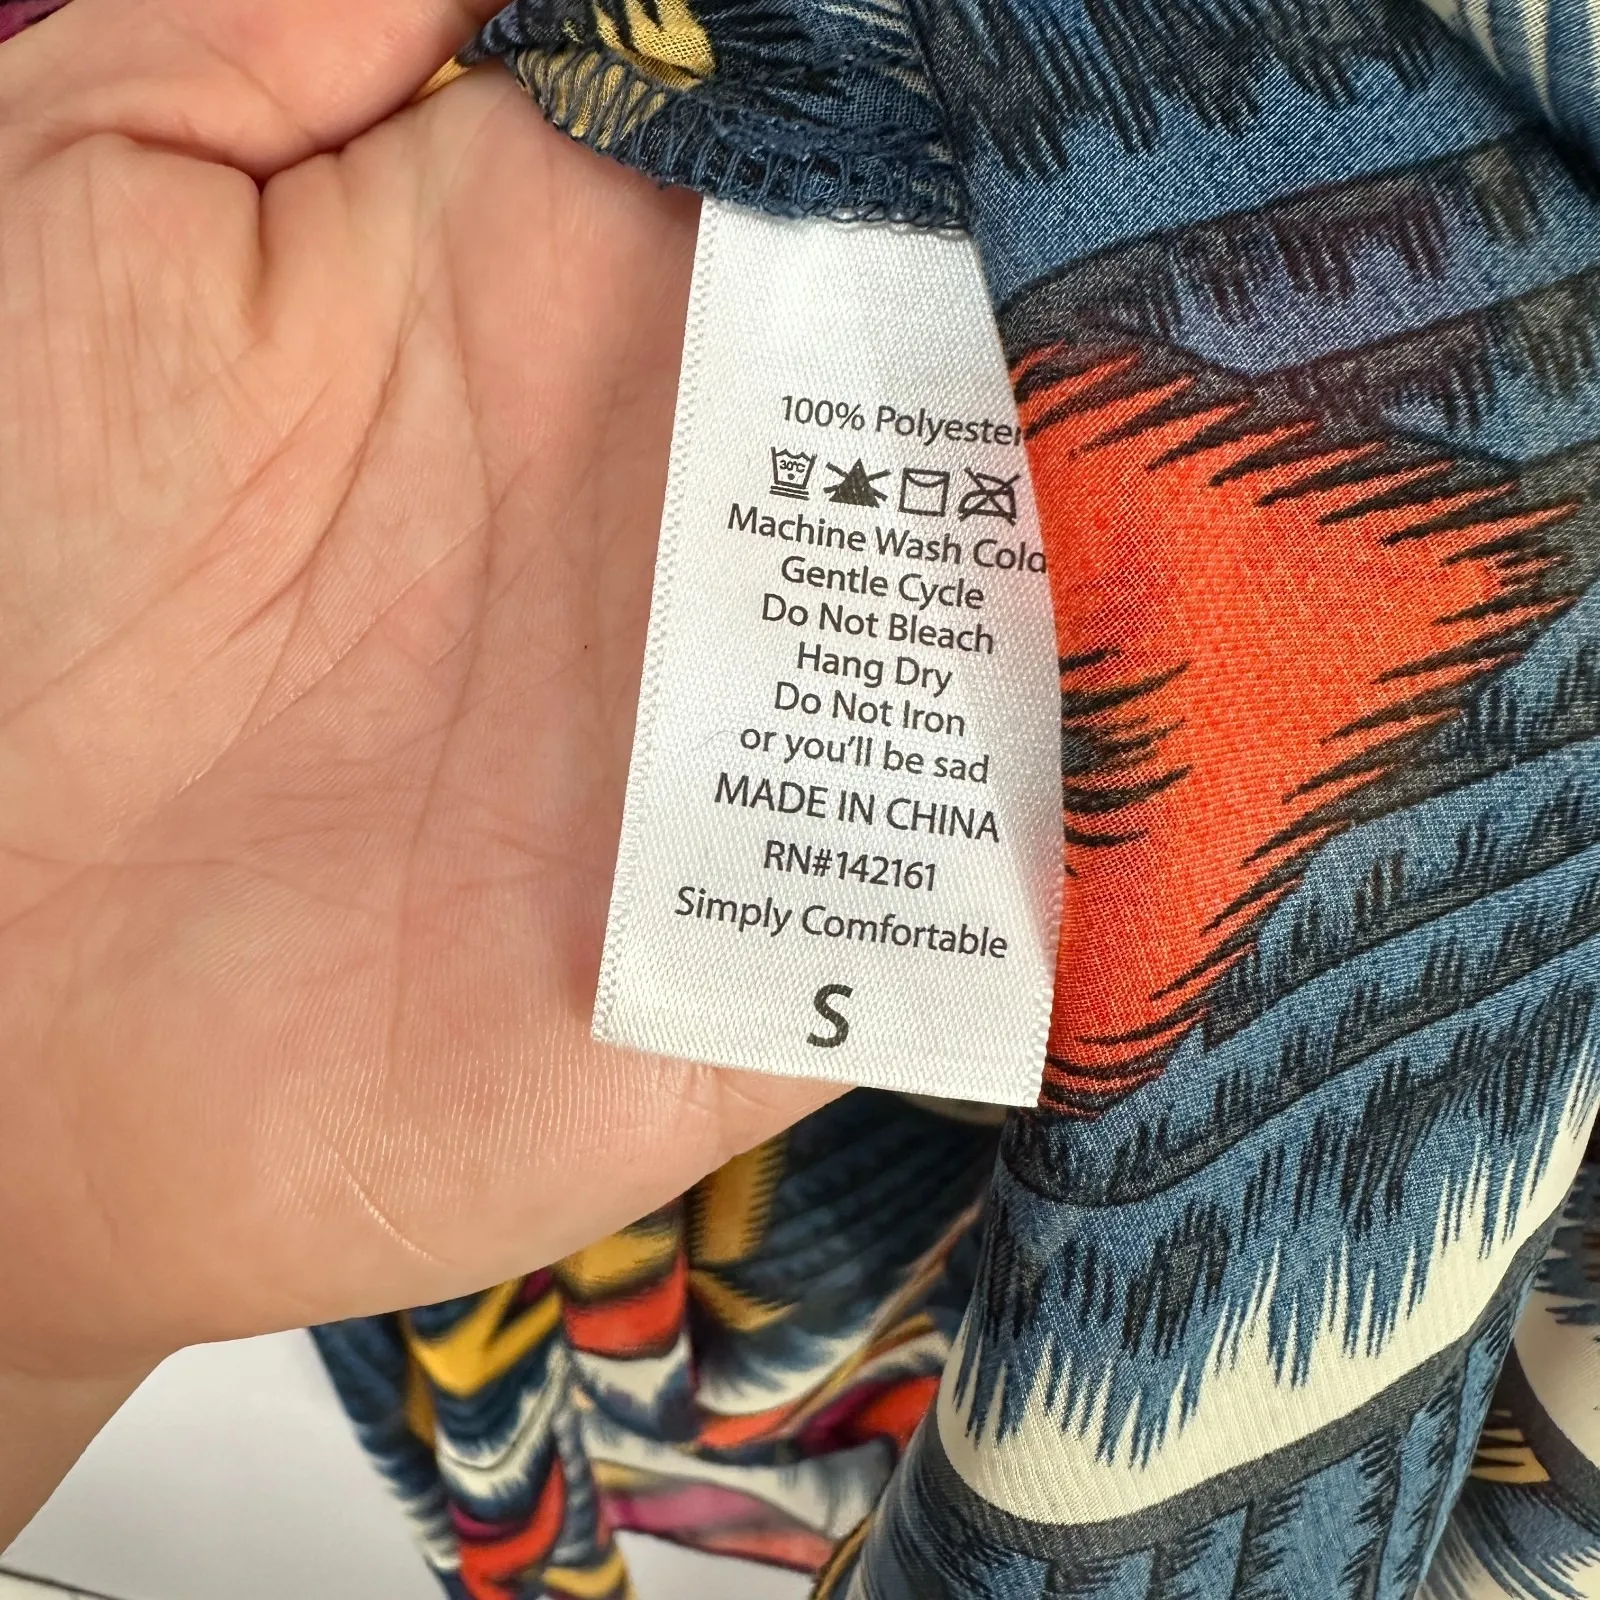 100% Polyester
30°C
Machine Wash Cold
Gentle Cycle
Do Not Bleach
Hang Dry
Do Not Iron
or you'll be sad
MADE IN CHINA
RN#142161
Simply Comfortable
S